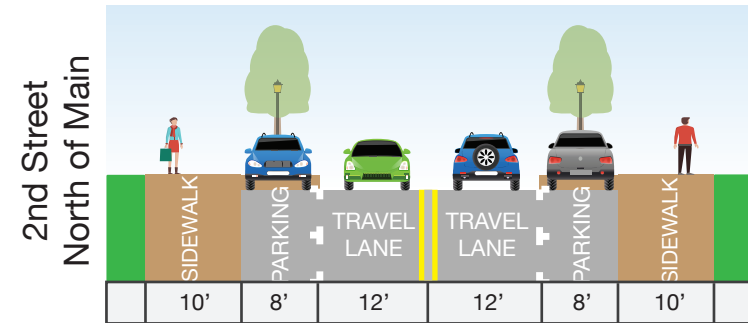 2nd Street
North of Main
SIDEWALK
PARKING
TRAVEL
LANE
TRAVEL
LANE
PARKING
SIDEWALK
10’
8’
12’
12’
8’
10’